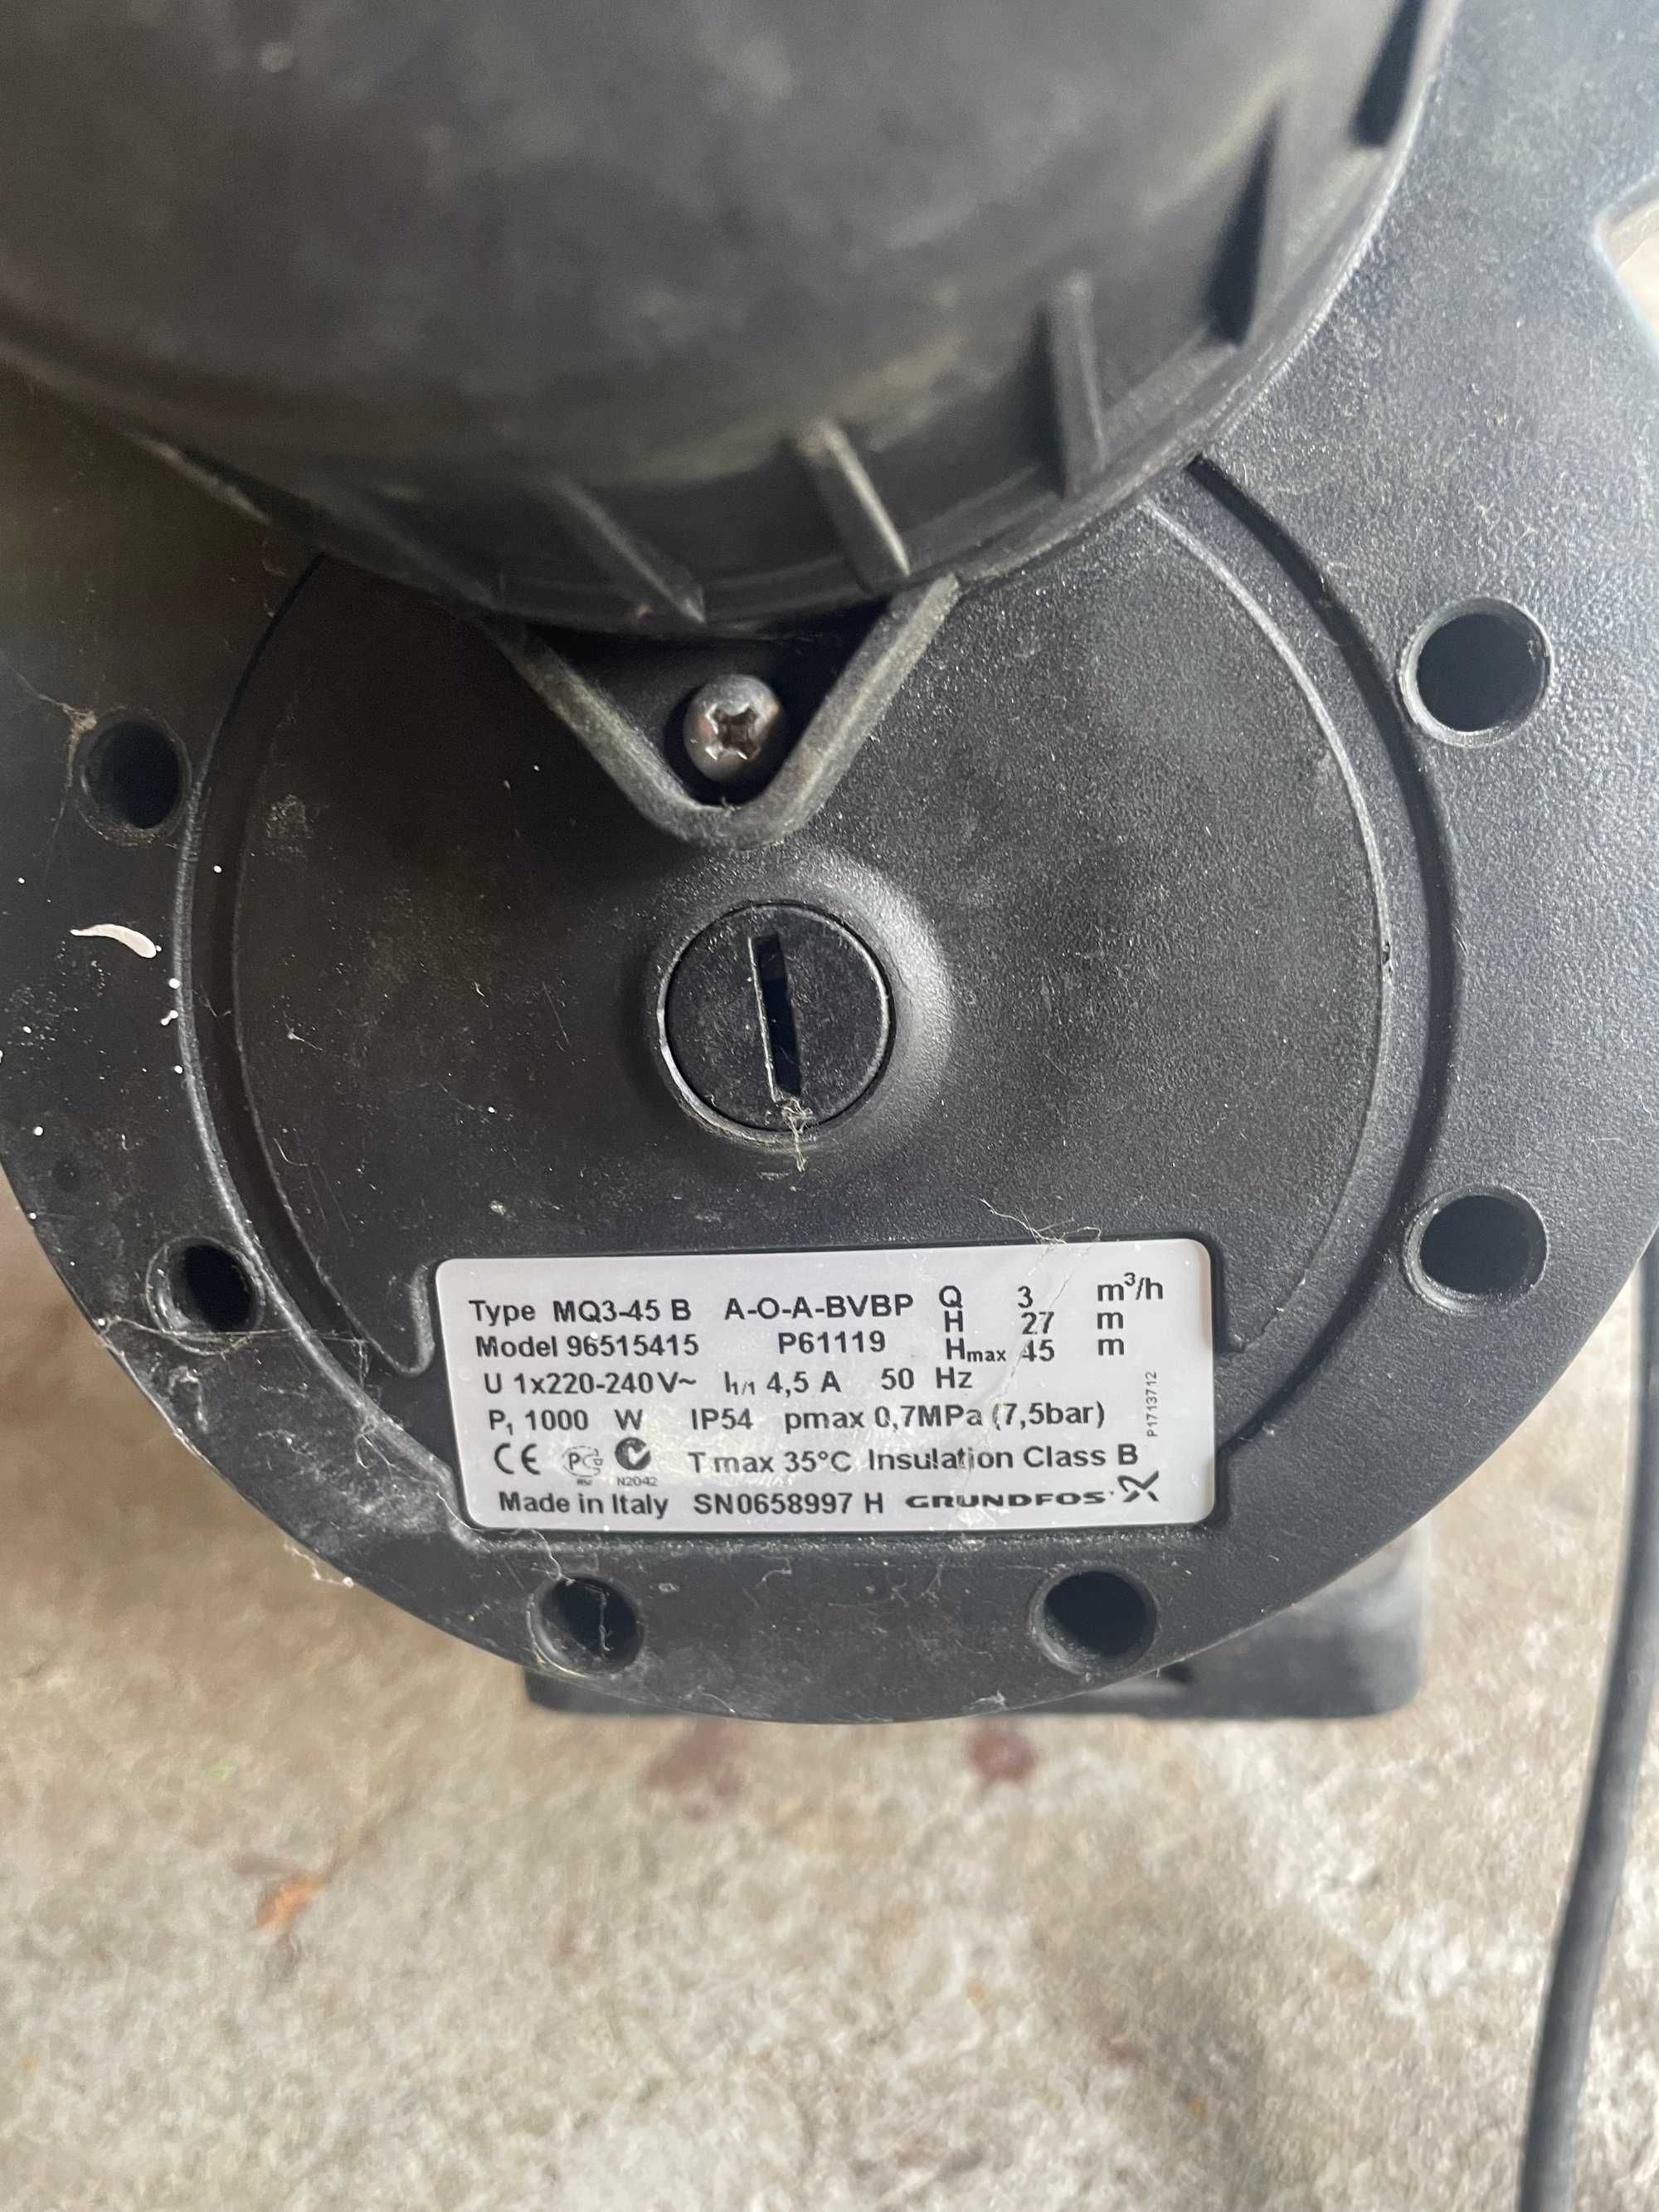 Type MQ3-45 B A-O-A-BVBP Q 3 m³/h
Model 96515415 P61119 H 27 m
Hmax 45 m
U 1x220-240V~ I1/1 4,5 A 50 Hz
P1 1000 W IP54 pmax 0,7MPa (7,5bar)
P1713712
CE N2042 Tmax 35°C Insulation Class B
Made in Italy SN0658997 H GRUNDFOS